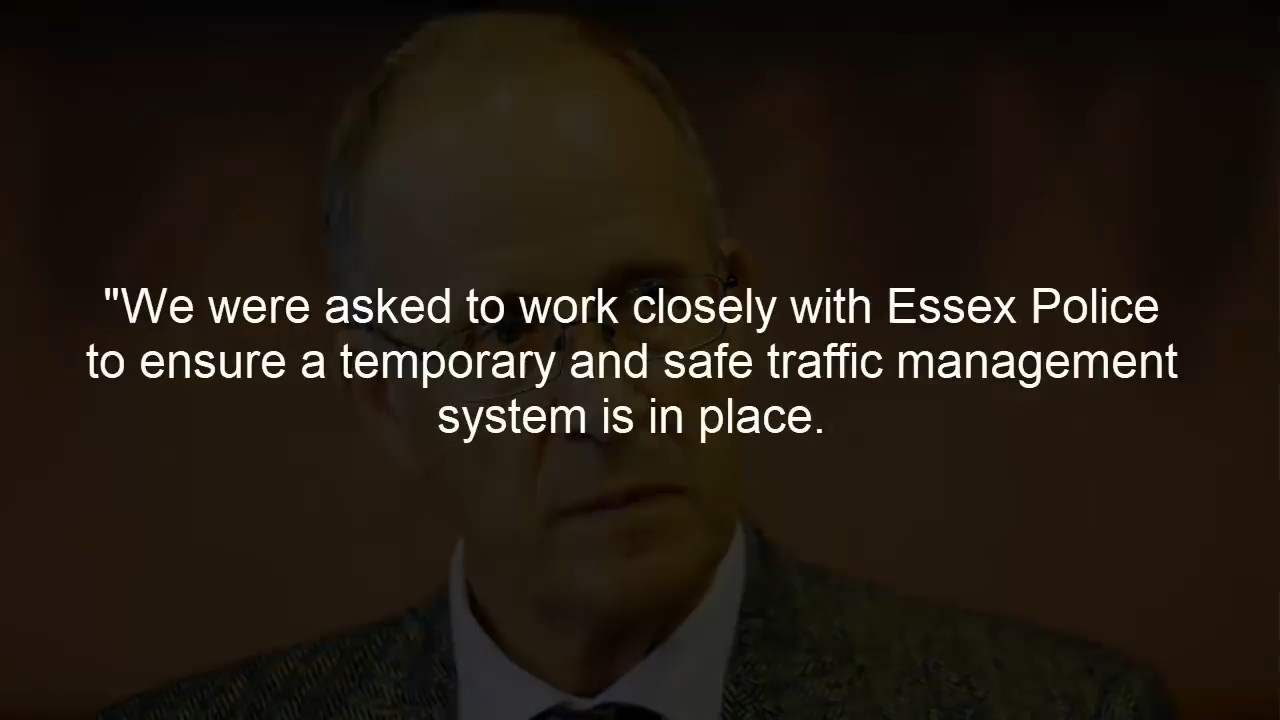 "We were asked to work closely with Essex Police
to ensure a temporary and safe traffic management
system is in place.